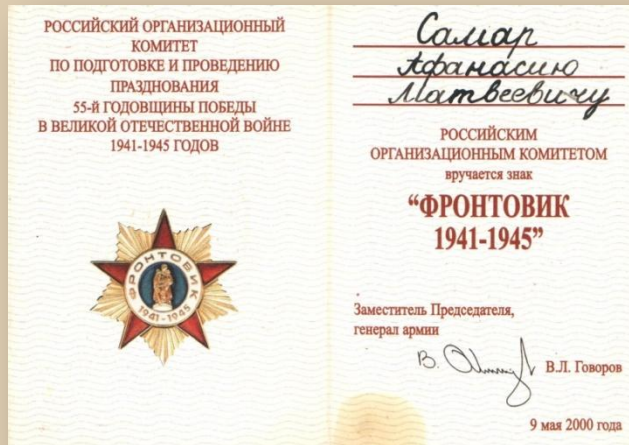 РОССИЙСКИЙ ОРГАНИЗАЦИОННЫЙ
КОМИТЕТ
ПО ПОДГОТОВКЕ И ПРОВЕДЕНИЮ
ПРАЗДНОВАНИЯ
55-й ГОДОВЩИНЫ ПОБЕДЫ
В ВЕЛИКОЙ ОТЕЧЕСТВЕННОЙ ВОЙНЕ
1941-1945 ГОДОВ
ФРОНТОВИК
1941-1945
Самар
Афанасию
Матвеевичу
РОССИЙСКИМ
ОРГАНИЗАЦИОННЫМ КОМИТЕТОМ
вручается знак
“ФРОНТОВИК
1941-1945”
Заместитель Председателя,
генерал армии
В.Л. Говоров
9 мая 2000 года